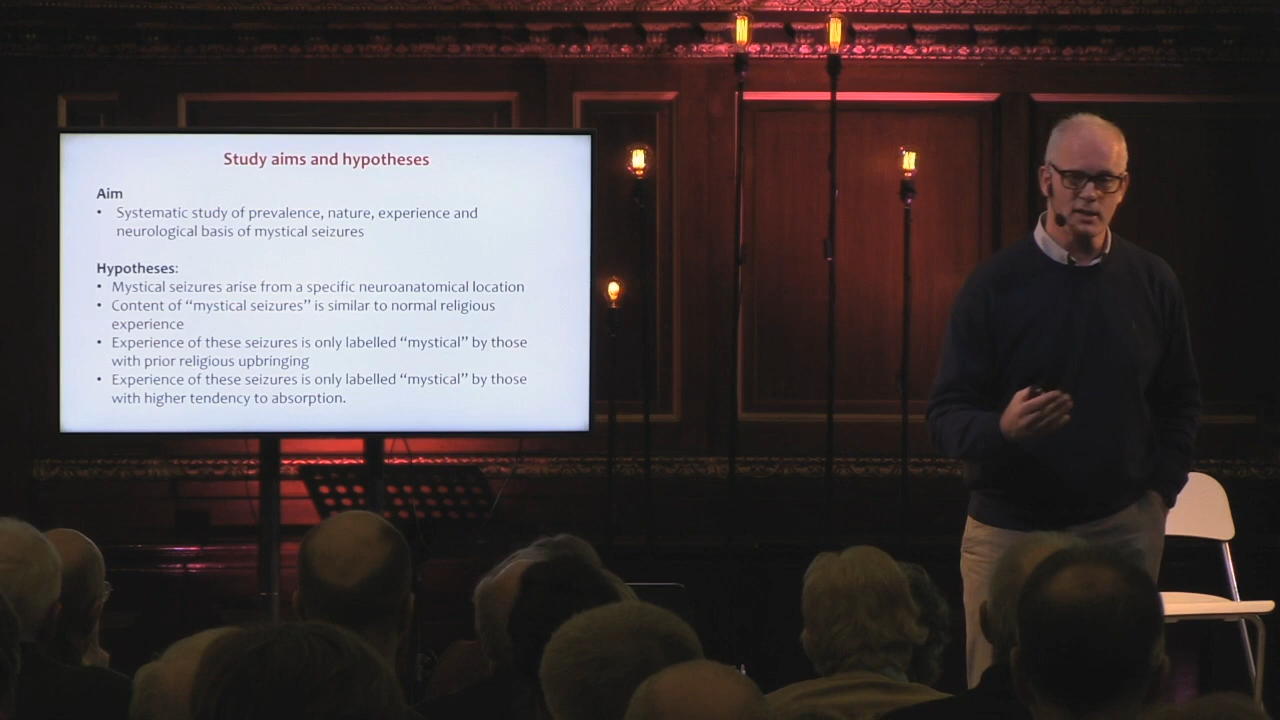 Study aims and hypotheses
Aim
• Systematic study of prevalence, nature, experience and
neurological basis of mystical seizures
Hypotheses:
• Mystical seizures arise from a specific neuroanatomical location
• Content of “mystical seizures” is similar to normal religious
experience
• Experience of these seizures is only labelled “mystical” by those
with prior religious upbringing
• Experience of these seizures is only labelled “mystical” by those
with higher tendency to absorption.